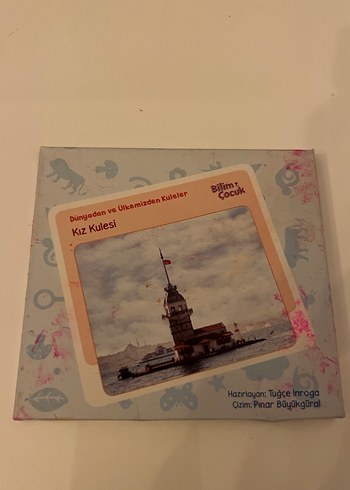 Dünyadan ve Ülkemizden Kuleler
Bilim
Çocuk
Kız Kulesi
Hazırlayan: Tuğçe İnroga
Çizim: Pınar Büyükgüral